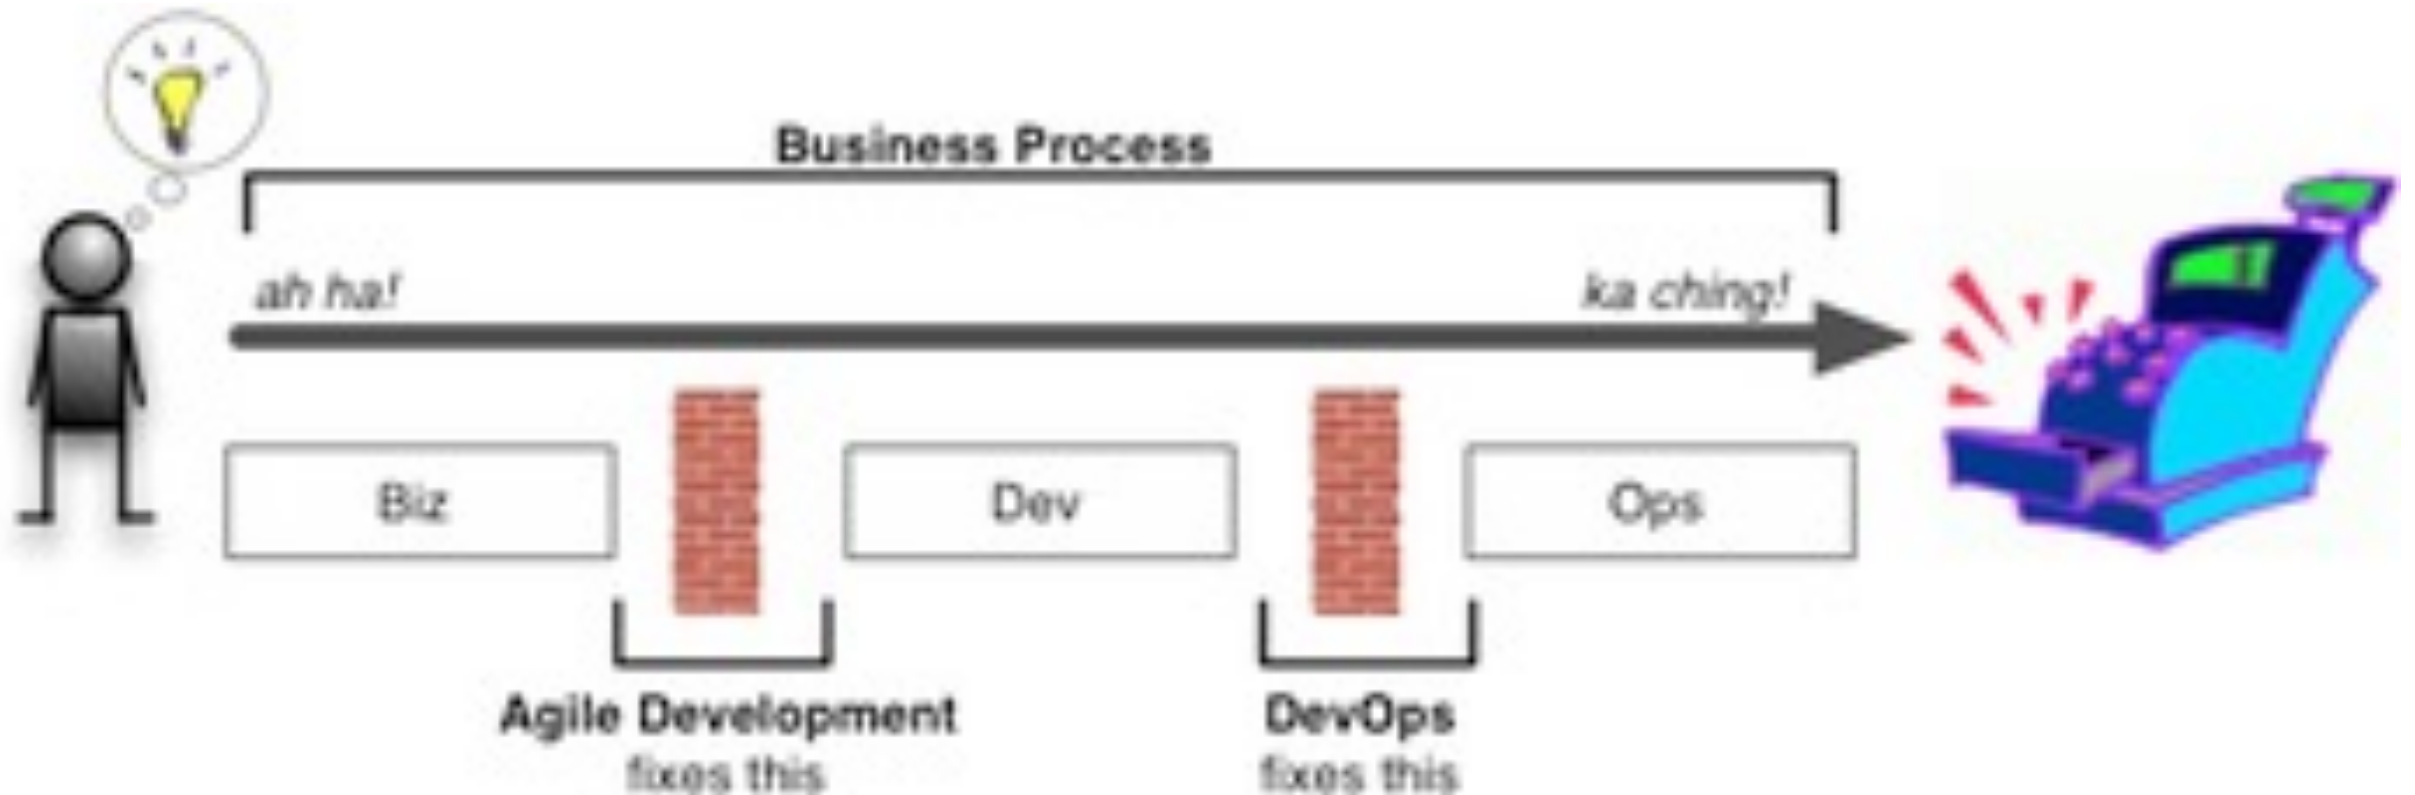 Business Process
ah ha!
ka ching!
Biz
Dev
Ops
Agile Development
fixes this
DevOps
fixes this